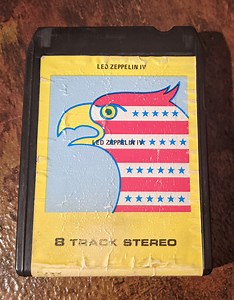 LED ZEPPELIN IV
LED ZEPPELIN IV
8 TRACK STEREO